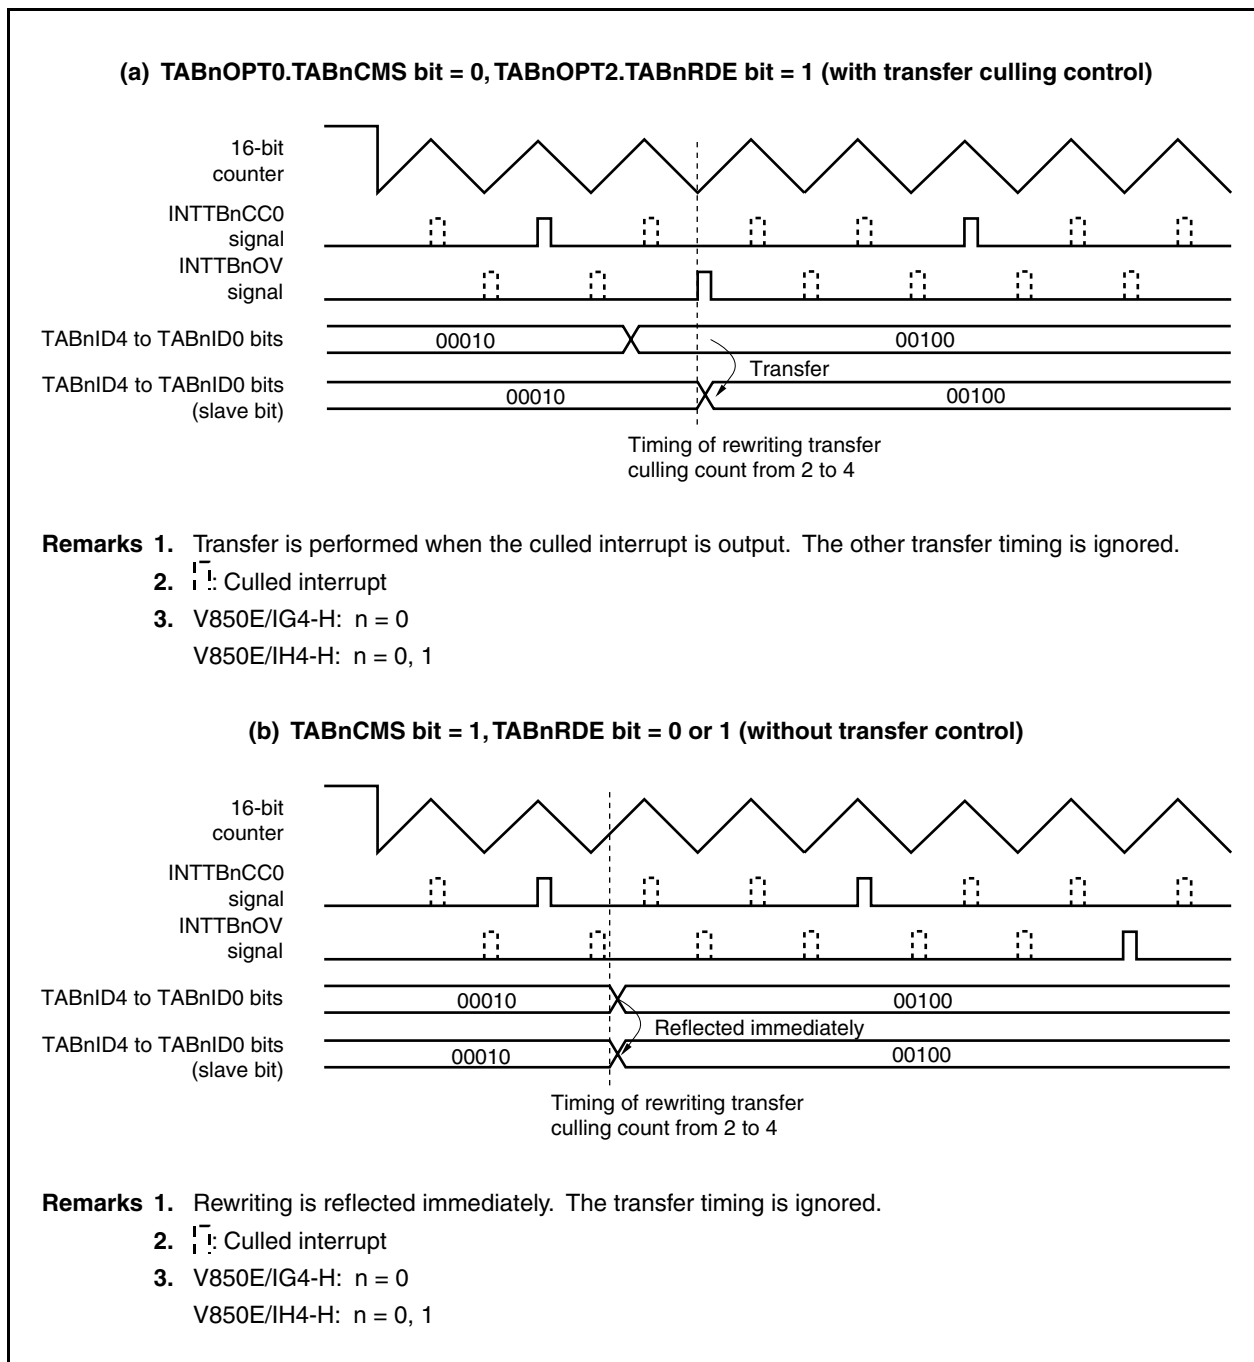 (a) TABnOPT0.TABnCMS bit = 0, TABnOPT2.TABnRDE bit = 1 (with transfer culling control)
16-bit
counter
INTTBnCC0
signal
INTTBnOV
signal
TABnID4 to TABnID0 bits
00010
00100
Transfer
TABnID4 to TABnID0 bits
(slave bit)
00010
00100
Timing of rewriting transfer
culling count from 2 to 4
Remarks 1. Transfer is performed when the culled interrupt is output. The other transfer timing is ignored.
2. : Culled interrupt
3. V850E/IG4-H: n = 0
V850E/IH4-H: n = 0, 1
(b) TABnCMS bit = 1, TABnRDE bit = 0 or 1 (without transfer control)
16-bit
counter
INTTBnCC0
signal
INTTBnOV
signal
TABnID4 to TABnID0 bits
00010
00100
Reflected immediately
TABnID4 to TABnID0 bits
(slave bit)
00010
00100
Timing of rewriting transfer
culling count from 2 to 4
Remarks 1. Rewriting is reflected immediately. The transfer timing is ignored.
2. : Culled interrupt
3. V850E/IG4-H: n = 0
V850E/IH4-H: n = 0, 1